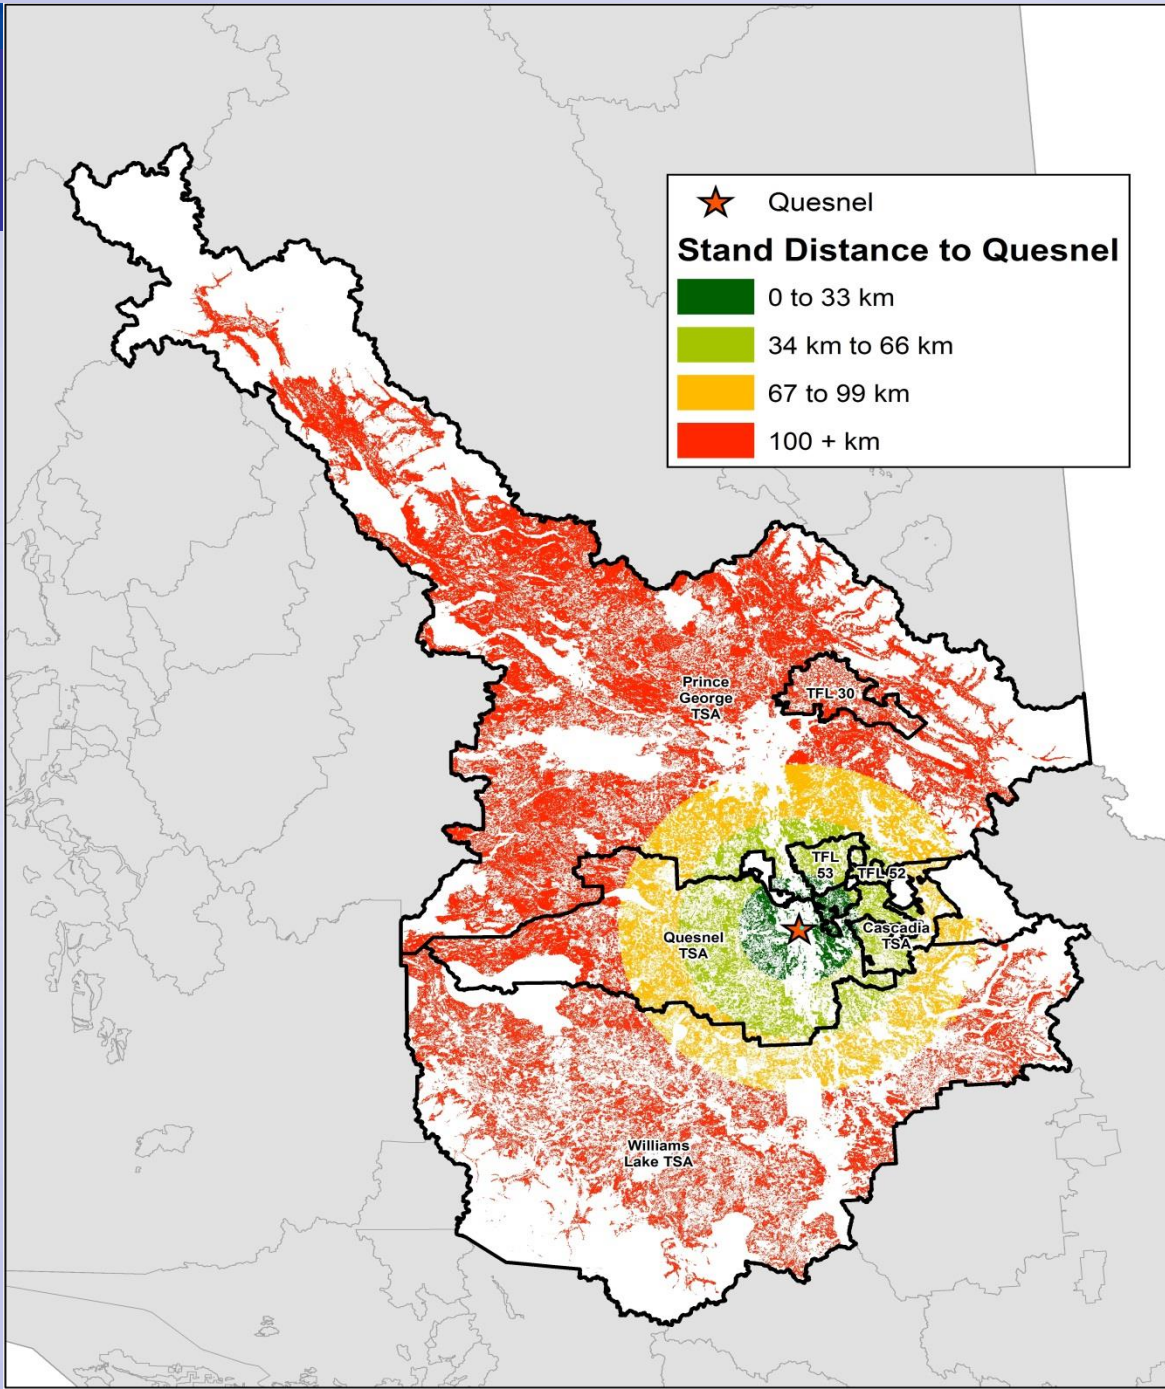 Quesnel
Stand Distance to Quesnel
0 to 33 km
34 km to 66 km
67 to 99 km
100 + km
Prince
George
TSA
TFL 30
TFL
53
TFL 52
Cascadia
TSA
Quesnel
TSA
Williams
Lake TSA